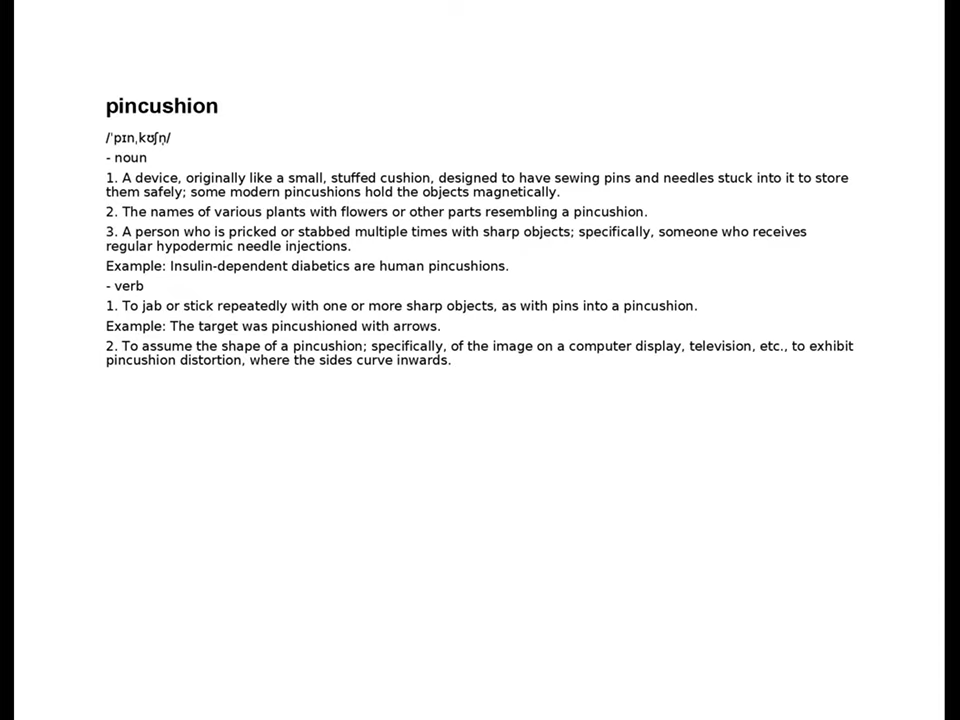 pincushion
/ˈpɪnˌkʊʃn̩/
- noun
1. A device, originally like a small, stuffed cushion, designed to have sewing pins and needles stuck into it to store
them safely; some modern pincushions hold the objects magnetically.
2. The names of various plants with flowers or other parts resembling a pincushion.
3. A person who is pricked or stabbed multiple times with sharp objects; specifically, someone who receives
regular hypodermic needle injections.
Example: Insulin-dependent diabetics are human pincushions.
- verb
1. To jab or stick repeatedly with one or more sharp objects, as with pins into a pincushion.
Example: The target was pincushioned with arrows.
2. To assume the shape of a pincushion; specifically, of the image on a computer display, television, etc., to exhibit
pincushion distortion, where the sides curve inwards.